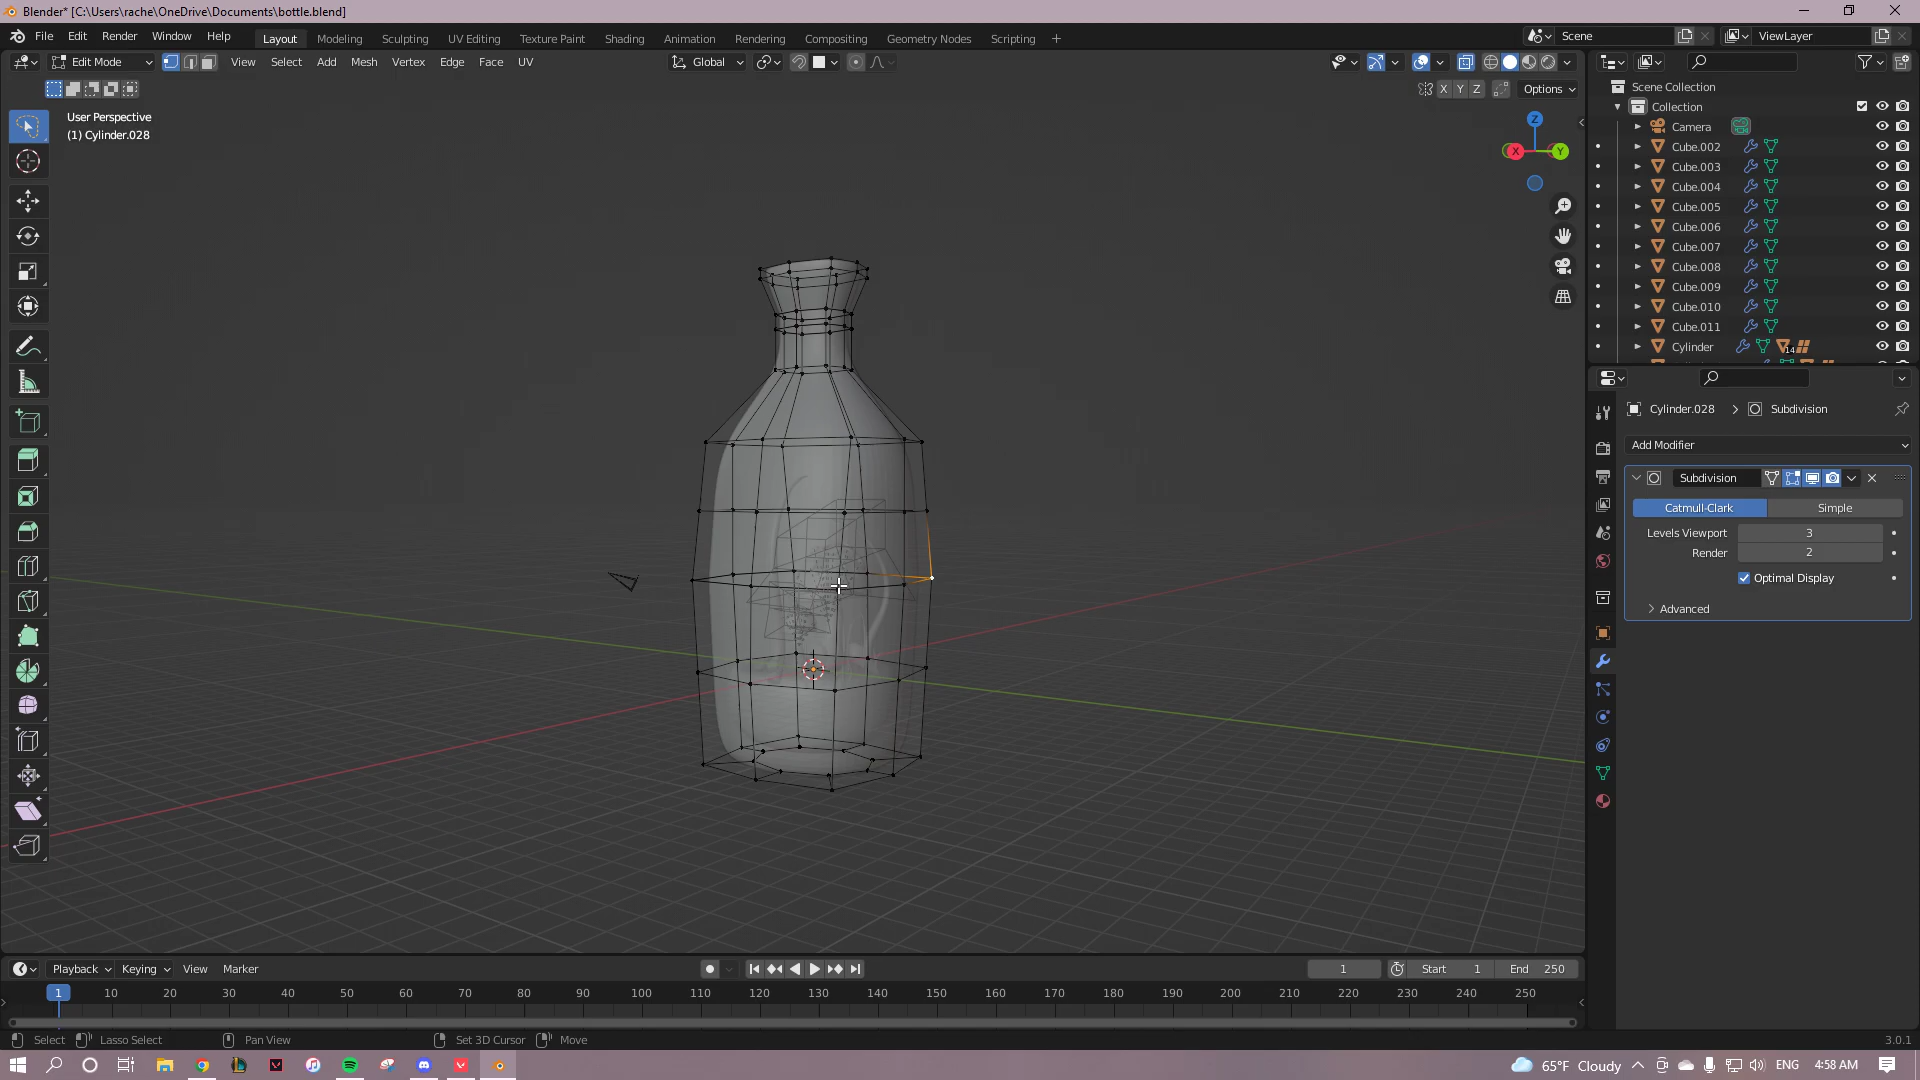 Blender* [C:\Users\rache\OneDrive\Documents\bottle.blend]
File Edit Render Window Help Layout Modeling Sculpting UV Editing Texture Paint Shading Animation Rendering Compositing Geometry Nodes Scripting + Scene ViewLayer
Edit Mode View Select Add Mesh Vertex Edge Face UV Global
X Y Z Options
User Perspective
(1) Cylinder.028
Z
X
Y
Scene Collection
Collection
Camera
Cube.002
Cube.003
Cube.004
Cube.005
Cube.006
Cube.007
Cube.008
Cube.009
Cube.010
Cube.011
Cylinder 14
Cylinder.028 Subdivision
Add Modifier
Subdivision
Catmull-Clark Simple
Levels Viewport 3
Render 2
Optimal Display
Advanced
Playback Keying View Marker 1 Start 1 End 250
1 10 20 30 40 50 60 70 80 90 100 110 120 130 140 150 160 170 180 190 200 210 220 230 240 250
Select Lasso Select Pan View Set 3D Cursor Move 3.0.1
65°F Cloudy ENG 4:58 AM